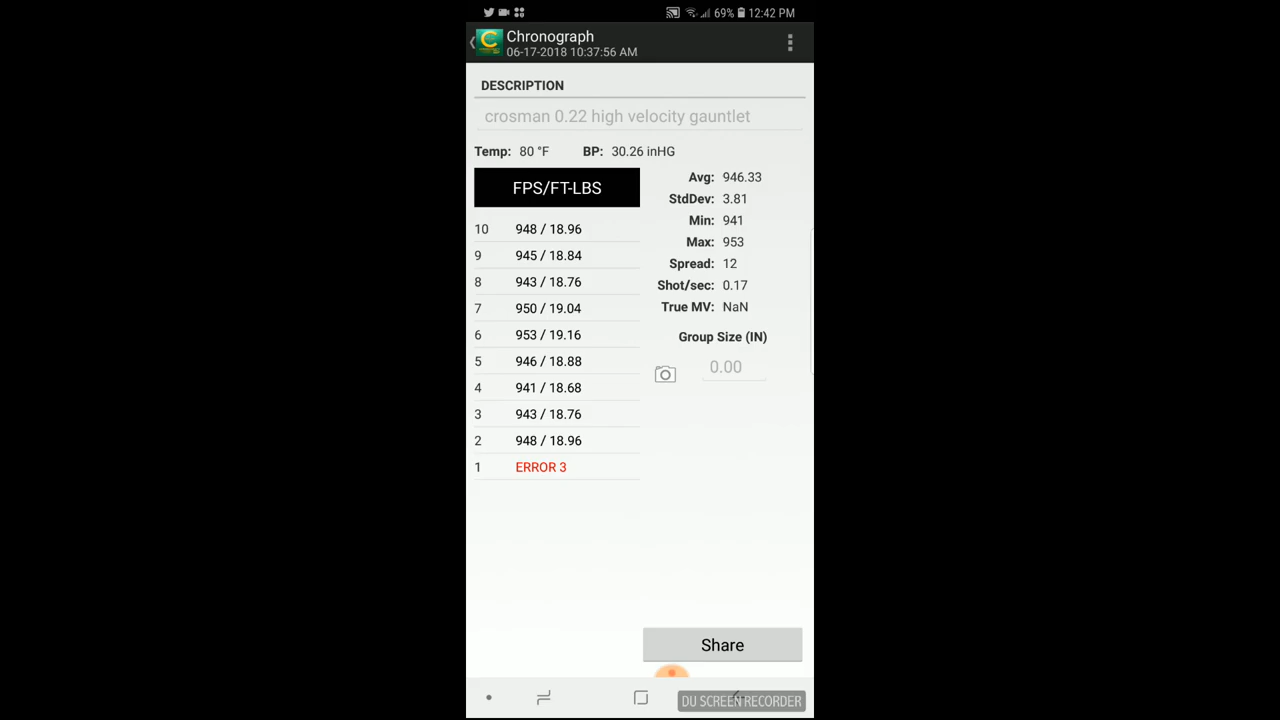 69% 12:42 PM
Chronograph
06-17-2018 10:37:56 AM
DESCRIPTION
crosman 0.22 high velocity gauntlet
Temp: 80 °F BP: 30.26 inHG
FPS/FT-LBS
10 948 / 18.96
9 945 / 18.84
8 943 / 18.76
7 950 / 19.04
6 953 / 19.16
5 946 / 18.88
4 941 / 18.68
3 943 / 18.76
2 948 / 18.96
1 ERROR 3
Avg: 946.33
StdDev: 3.81
Min: 941
Max: 953
Spread: 12
Shot/sec: 0.17
True MV: NaN
Group Size (IN)
0.00
Share
DU SCREEN RECORDER